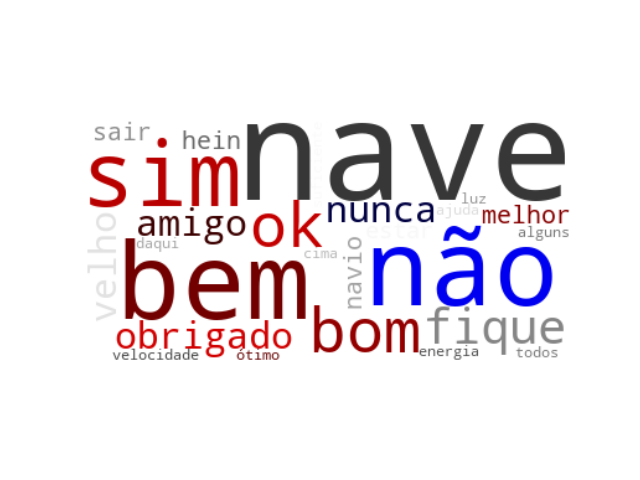 sair
hein
nave
sim
luz
nunca
ajuda
melhor
amigo
ok
velho
estar
alguns
daqui
cima
navio
bem
não
bom
fique
obrigado
velocidade
ótimo
energia
todos